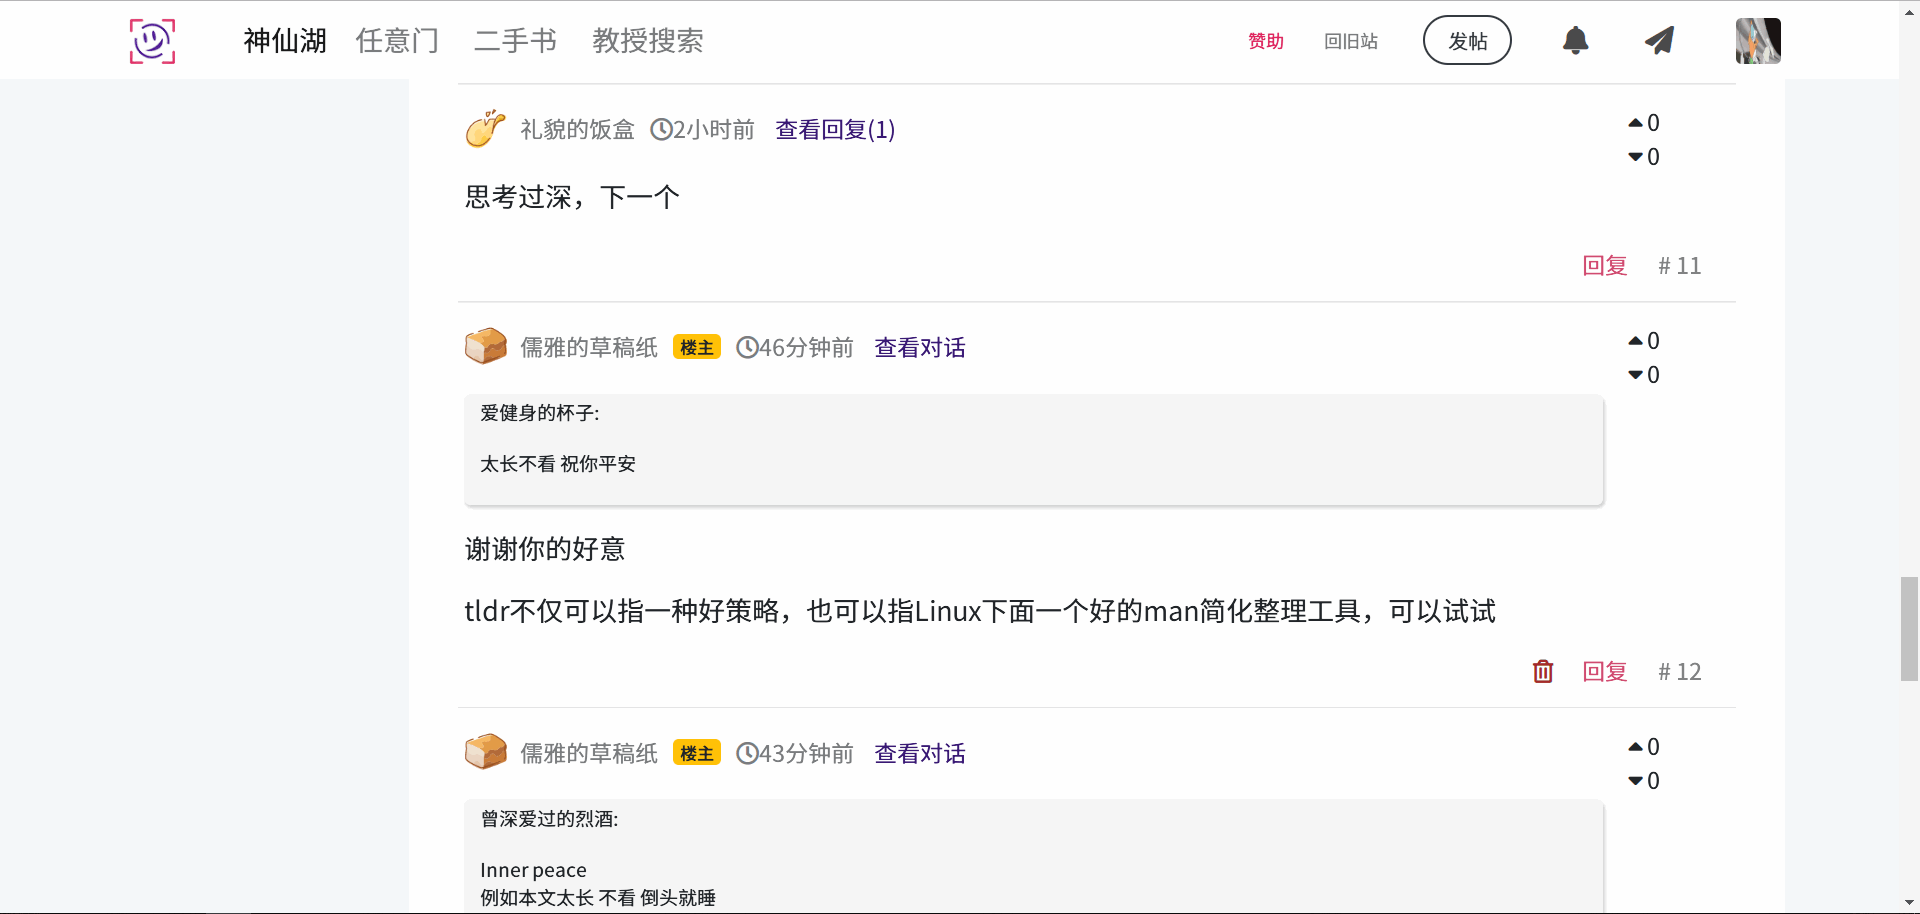 神仙湖 任意门 二手书 教授搜索 赞助 回旧站 发帖
礼貌的饭盒 2小时前 查看回复(1) 0
0
思考过深，下一个
回复 # 11
儒雅的草稿纸 楼主 46分钟前 查看对话 0
0
爱健身的杯子:
太长不看 祝你平安
谢谢你的好意
tldr不仅可以指一种好策略，也可以指Linux下面一个好的man简化整理工具，可以试试
回复 # 12
儒雅的草稿纸 楼主 43分钟前 查看对话 0
0
曾深爱过的烈酒:
Inner peace
例如本文太长 不看 倒头就睡